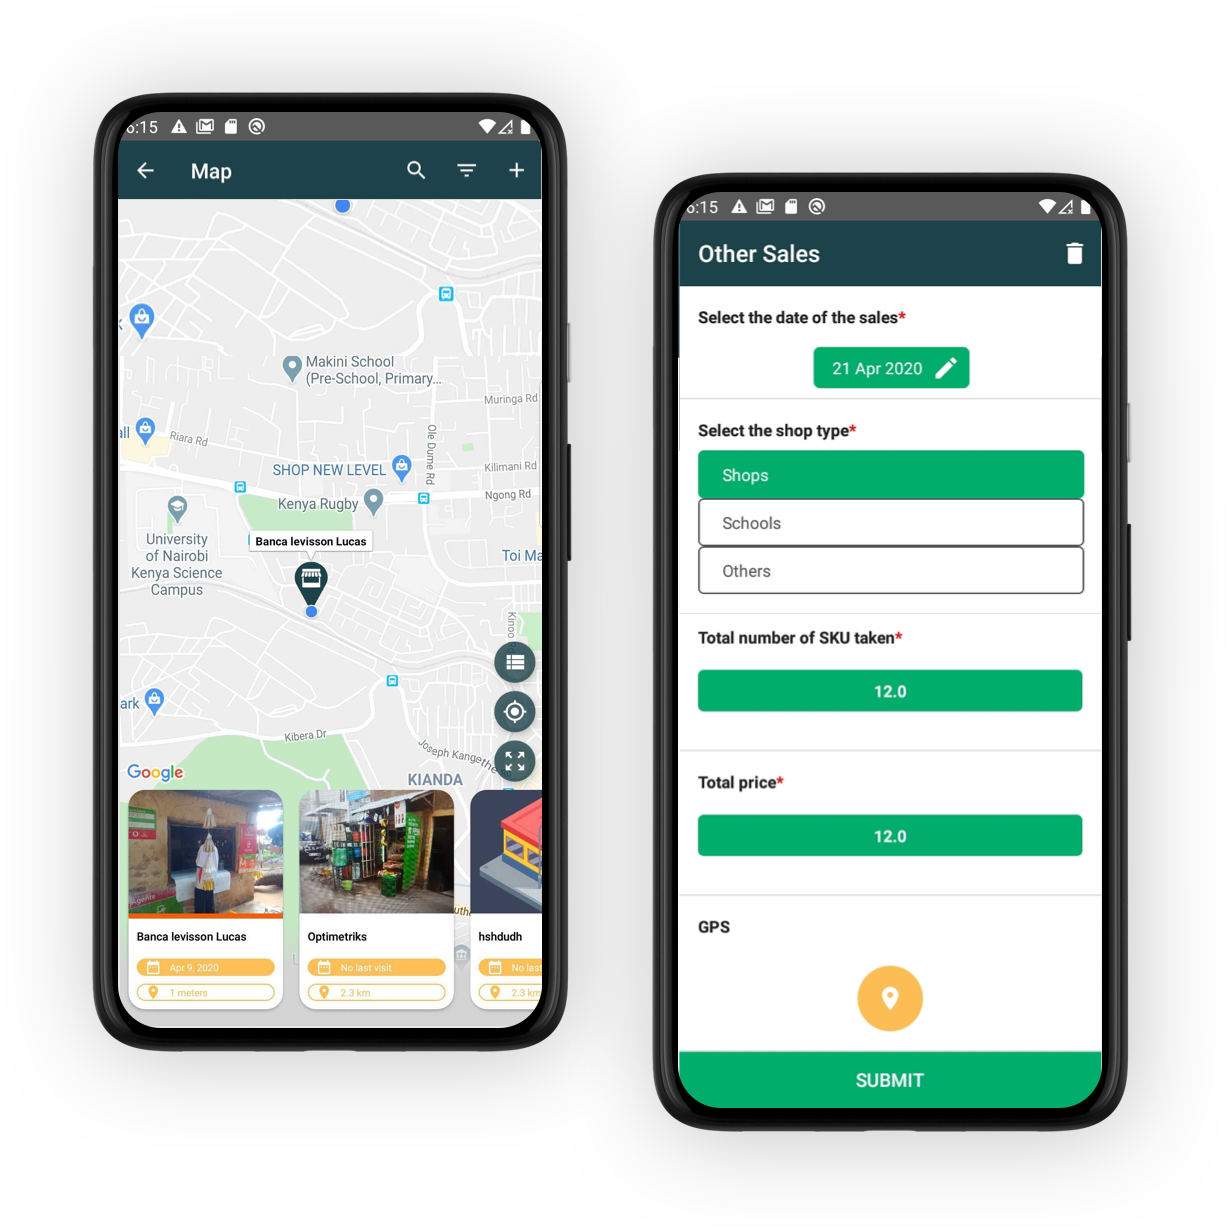 6:15
Map
Makini School
(Pre-School, Primary...
Muringa Rd
all
Riara Rd
Ole Dume Rd
SHOP NEW LEVEL
Kilimani Rd
Kenya Rugby
Ngong Rd
University
of Nairobi
Kenya Science
Campus
Banca levisson Lucas
Toi Ma
Kinoo
ark
Kibera Dr
Joseph Kangethe
Google
KIANDA
Agente
uthe
Banca levisson Lucas
Apr 9, 2020
1 meters
Optimetriks
No last visit
2.3 km
hshdudh
No las
2.3 km
6:15
Other Sales
Select the date of the sales*
21 Apr 2020
Select the shop type*
Shops
Schools
Others
Total number of SKU taken*
12.0
Total price*
12.0
GPS
SUBMIT